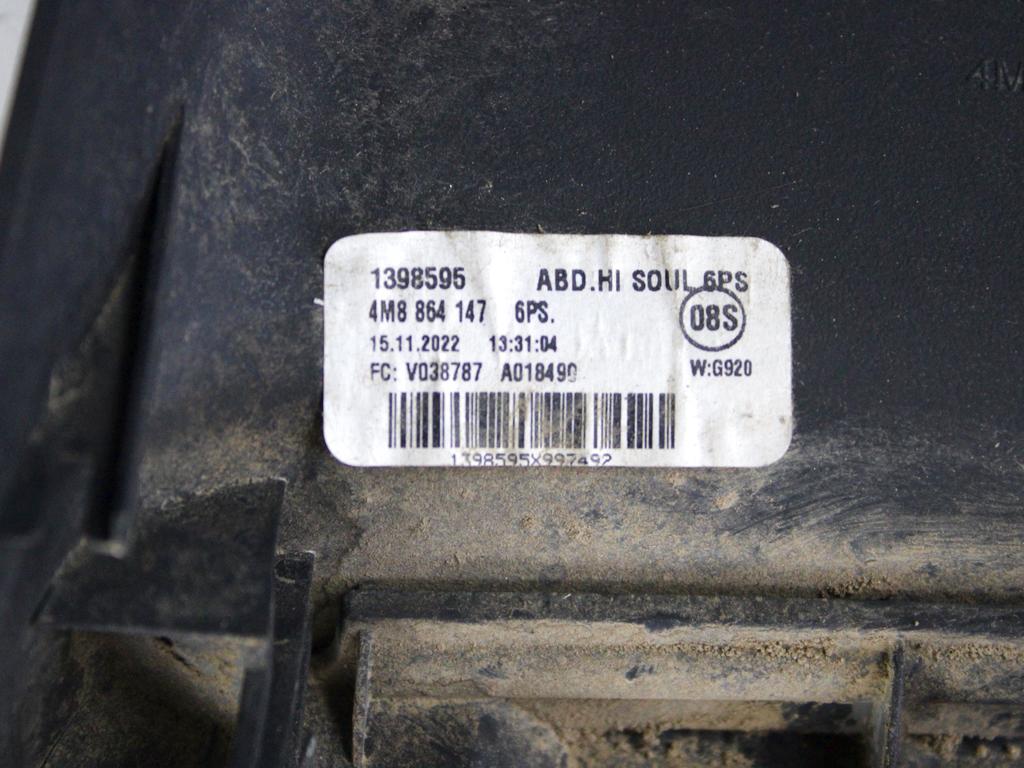 4M
1398595 ABD.HI SOUL 6PS
4M8 864 147 6PS.
08S
15.11.2022 13:31:04
FC: V038787 A018490
W:G920
1398595X997492